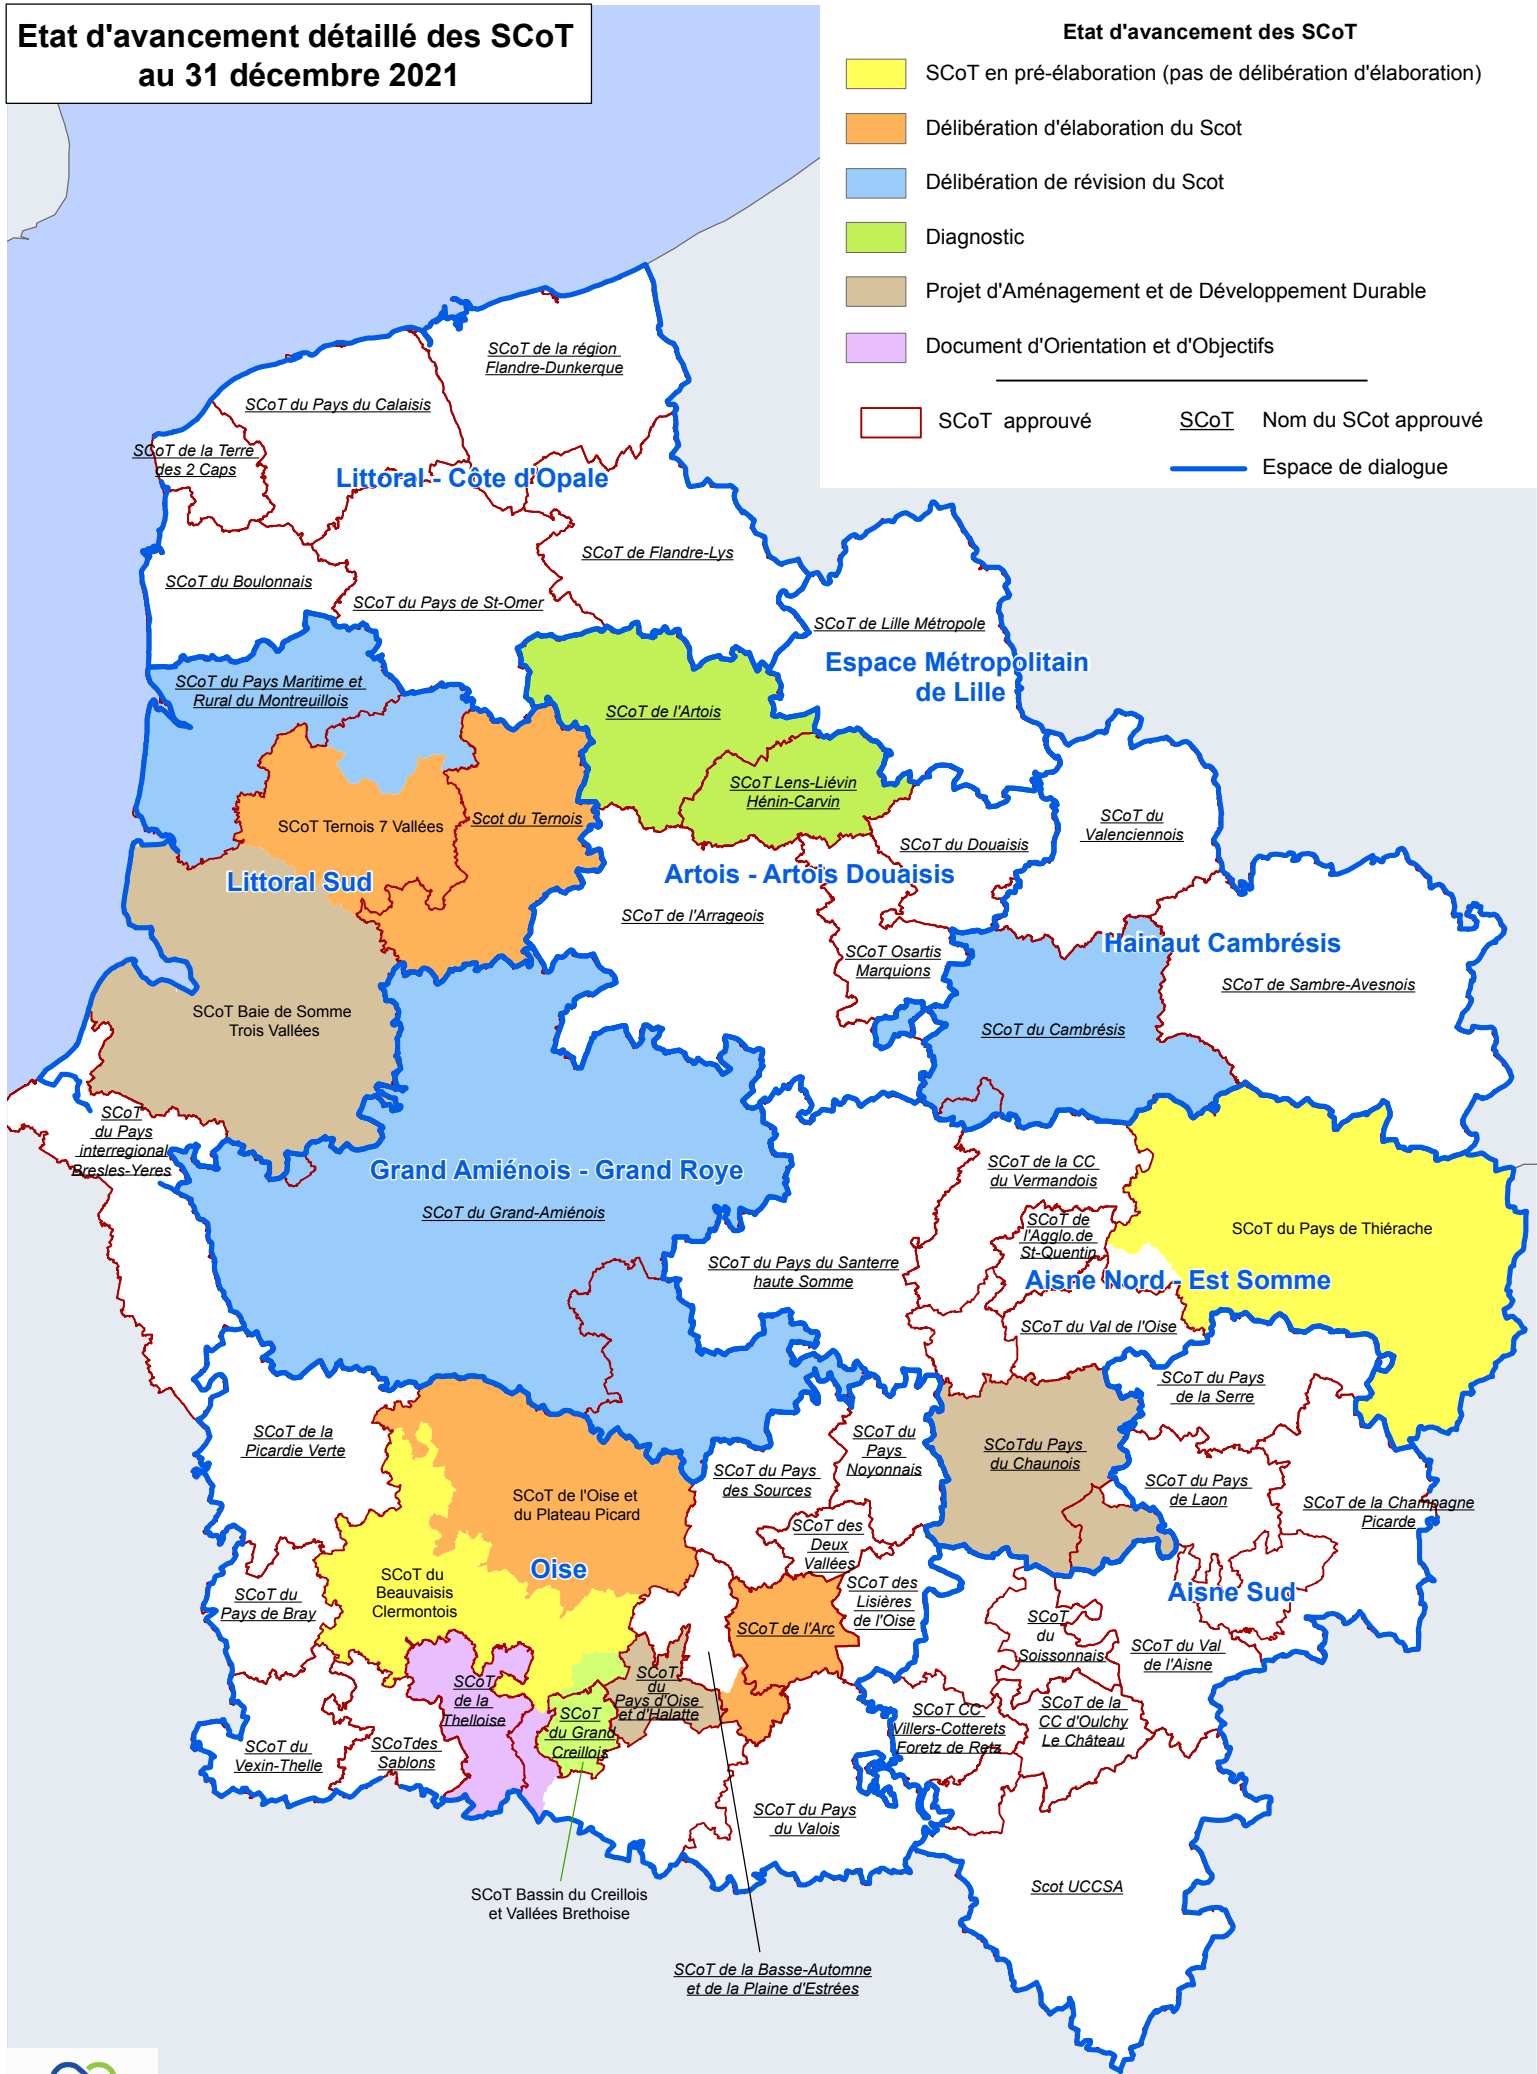 Etat d'avancement détaillé des SCoT
au 31 décembre 2021
Etat d'avancement des SCoT
SCoT en pré-élaboration (pas de délibération d'élaboration)
Délibération d'élaboration du Scot
Délibération de révision du Scot
Diagnostic
Projet d'Aménagement et de Développement Durable
Document d'Orientation et d'Objectifs
SCoT approuvé
SCoT
Nom du SCot approuvé
Espace de dialogue
SCoT de la région
Flandre-Dunkerque
SCoT du Pays du Calaisis
SCoT de la Terre
des 2 Caps
Littoral - Côte d'Opale
SCoT de Flandre-Lys
SCoT du Boulonnais
SCoT du Pays de St-Omer
SCoT de Lille Métropole
Espace Métropolitain
de Lille
SCoT du Pays Maritime et
Rural du Montreuillois
SCoT de l'Artois
SCoT Lens-Liévin
Hénin-Carvin
SCoT Ternois 7 Vallées
Scot du Ternois
SCoT du Douaisis
SCoT du
Valenciennois
Littoral Sud
Artois - Artois Douaisis
SCoT de l'Arrageois
SCoT Osartis
Marquions
Hainaut Cambrésis
SCoT de Sambre-Avesnois
SCoT Baie de Somme
Trois Vallées
SCoT du Cambrésis
SCoT
du Pays
interregional
Bresles-Yeres
Grand Amiénois - Grand Roye
SCoT du Grand-Amiénois
SCoT de la CC
du Vermandois
SCoT de
l'Agglo.de
St-Quentin
SCoT du Pays de Thiérache
SCoT du Pays du Santerre
haute Somme
Aisne Nord - Est Somme
SCoT du Val de l'Oise
SCoT du Pays
de la Serre
SCoT de la
Picardie Verte
SCoT du
Pays
Noyonnais
SCoTdu Pays
du Chaunois
SCoT du Pays
des Sources
SCoT du Pays
de Laon
SCoT de la Champagne
Picarde
SCoT de l'Oise et
du Plateau Picard
SCoT des
Deux
Vallées
Oise
SCoT du
Beauvaisis
Clermontois
SCoT du
Pays de Bray
SCoT des
Lisières
de l'Oise
Aisne Sud
SCoT de l'Arc
SCoT
du
Soissonnais
SCoT du Val
de l'Aisne
SCoT
de la
Thelloise
SCoT
du
Pays d'Oise
et d'Halatte
SCoT
du Grand
Creillois
SCoT CC
Villers-Cotterets
Foretz de Retz
SCoT de la
CC d'Oulchy
Le Château
SCoT du
Vexin-Thelle
SCoTdes
Sablons
SCoT du Pays
du Valois
SCoT Bassin du Creillois
et Vallées Brethoise
Scot UCCSA
SCoT de la Basse-Automne
et de la Plaine d'Estrées